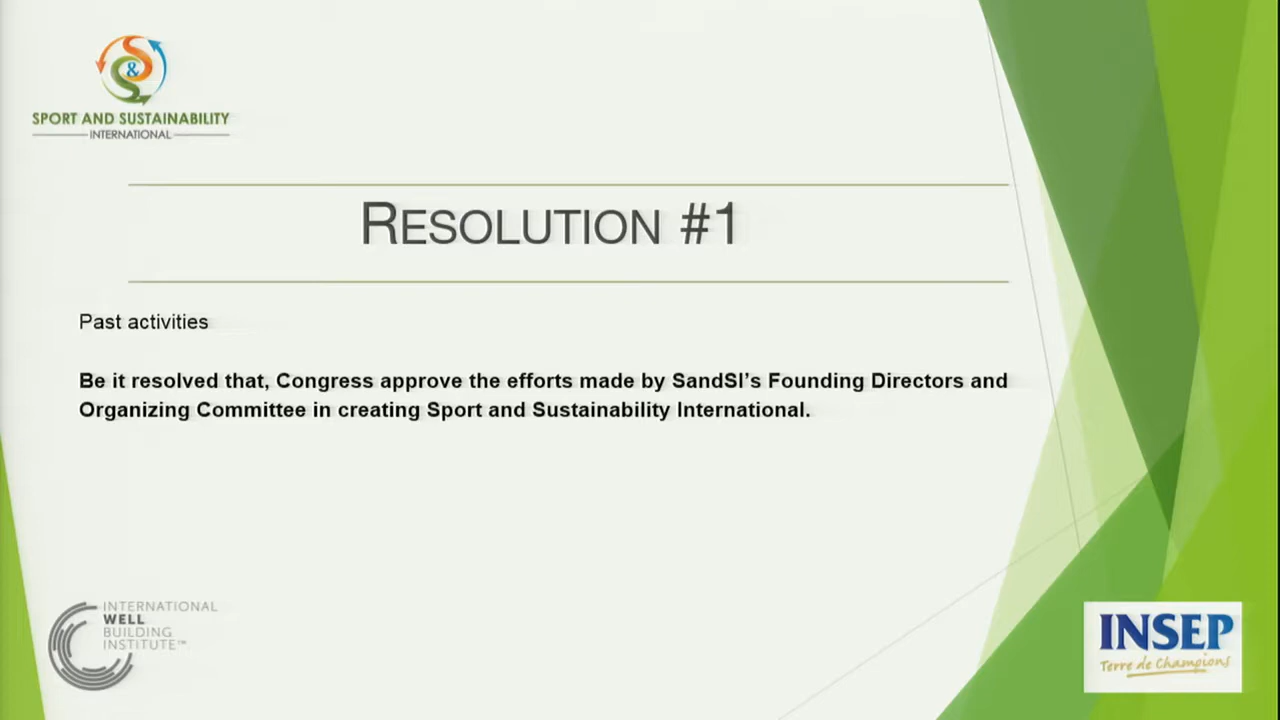 S & S
SPORT AND SUSTAINABILITY
INTERNATIONAL
RESOLUTION #1
Past activities
Be it resolved that, Congress approve the efforts made by SandSI’s Founding Directors and
Organizing Committee in creating Sport and Sustainability International.
INTERNATIONAL
WELL
BUILDING
INSTITUTE™
INSEP
Terre de Champions